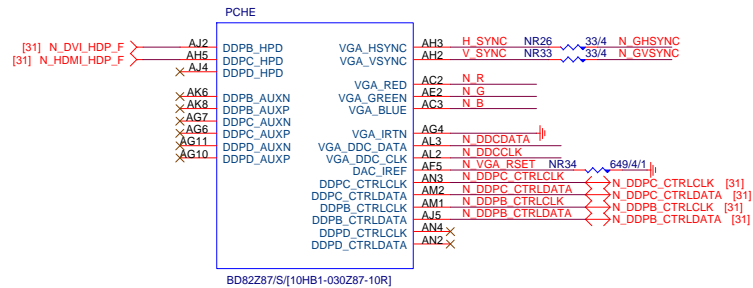 PCHE
[31] N_DVI_HDP_F AJ2 DDPB_HPD VGA_HSYNC AH3 H_SYNC NR26 33/4 N_GHSYNC
[31] N_HDMI_HDP_F AH5 DDPC_HPD VGA_VSYNC AH2 V_SYNC NR33 33/4 N_GVSYNC
AJ4 DDPD_HPD
VGA_RED AC2 N_R
AK6 DDPB_AUXN VGA_GREEN AE2 N_G
AK8 DDPB_AUXP VGA_BLUE AC3 N_B
AG7 DDPC_AUXN
AG6 DDPC_AUXP VGA_IRTN AG4
AG11 DDPD_AUXN VGA_DDC_DATA AL3 N_DDCDATA
AG10 DDPD_AUXP VGA_DDC_CLK AL2 N_DDCCLK
DAC_IREF AF5 N_VGA_RSET NR34 649/4/1
DDPC_CTRLCLK AN3 N_DDPC_CTRLCLK N_DDPC_CTRLCLK [31]
DDPC_CTRLDATA AM2 N_DDPC_CTRLDATA N_DDPC_CTRLDATA [31]
DDPB_CTRLCLK AM1 N_DDPB_CTRLCLK N_DDPB_CTRLCLK [31]
DDPB_CTRLDATA AJ5 N_DDPB_CTRLDATA N_DDPB_CTRLDATA [31]
DDPD_CTRLCLK AN4
DDPD_CTRLDATA AN2
BD82Z87/S/[10HB1-030Z87-10R]